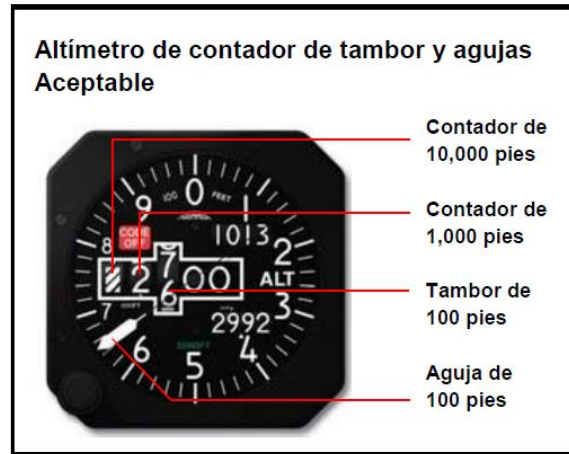 Altímetro de contador de tambor y agujas
Aceptable
Contador de
10,000 pies
Contador de
1,000 pies
Tambor de
100 pies
Aguja de
100 pies
0
100 FEET
9
1
CODE
OFF
1013
8
2
7
2
6
00
ALT
7
3
2992
6
4
5